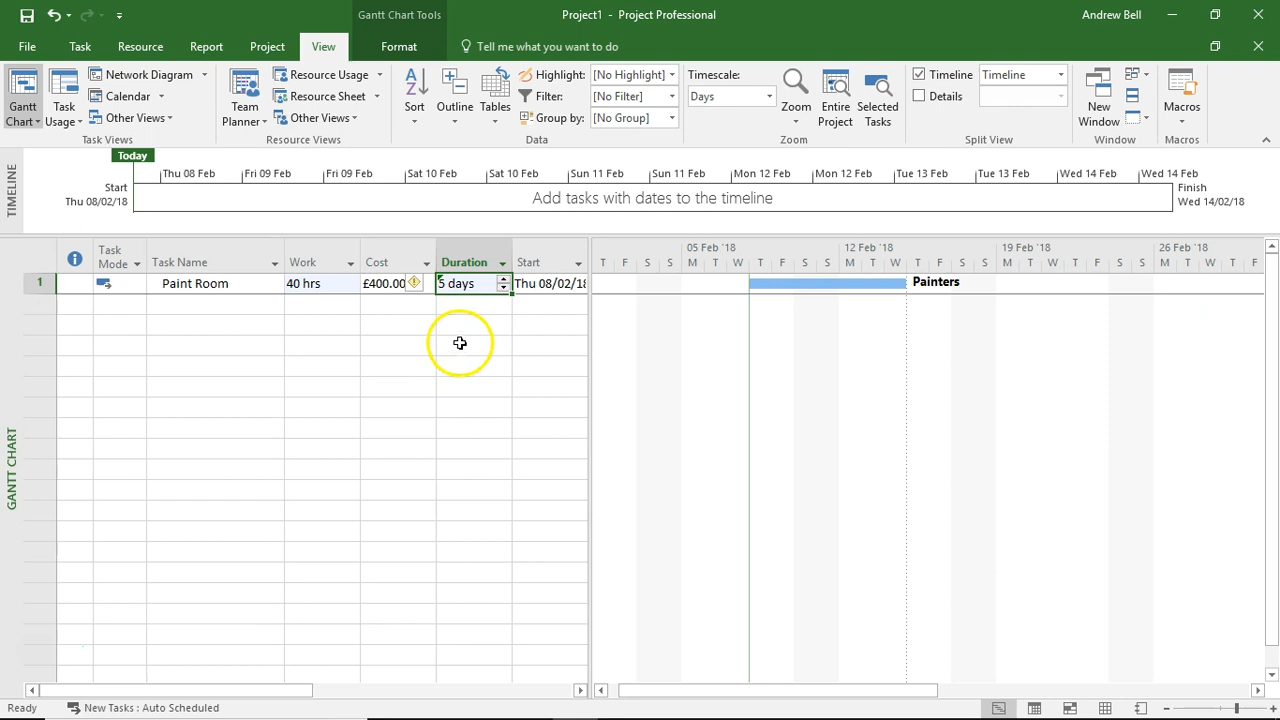 Gantt Chart Tools
Project1 - Project Professional
Andrew Bell
File Task Resource Report Project View Format Tell me what you want to do
Gantt Chart
Task Usage
Network Diagram
Calendar
Other Views
Task Views
Team Planner
Resource Usage
Resource Sheet
Other Views
Resource Views
Sort
Outline
Tables
Highlight: [No Highlight]
Filter: [No Filter]
Group by: [No Group]
Data
Timescale:
Days
Zoom
Entire Project
Selected Tasks
Zoom
Timeline Timeline
Details
Split View
New Window
Window
Macros
Macros
TIMELINE
Today
Thu 08 Feb Fri 09 Feb Fri 09 Feb Sat 10 Feb Sat 10 Feb Sun 11 Feb Sun 11 Feb Mon 12 Feb Mon 12 Feb Tue 13 Feb Tue 13 Feb Wed 14 Feb Wed 14 Feb
Start
Thu 08/02/18
Add tasks with dates to the timeline
Finish
Wed 14/02/18
GANTT CHART
Task Mode Task Name Work Cost Duration Start
05 Feb '18 12 Feb '18 19 Feb '18 26 Feb '18
T F S S M T W T F S S M T W T F S S M T W T F S S M T W T F
1 Paint Room 40 hrs £400.00 5 days Thu 08/02/18 Painters
Ready New Tasks : Auto Scheduled